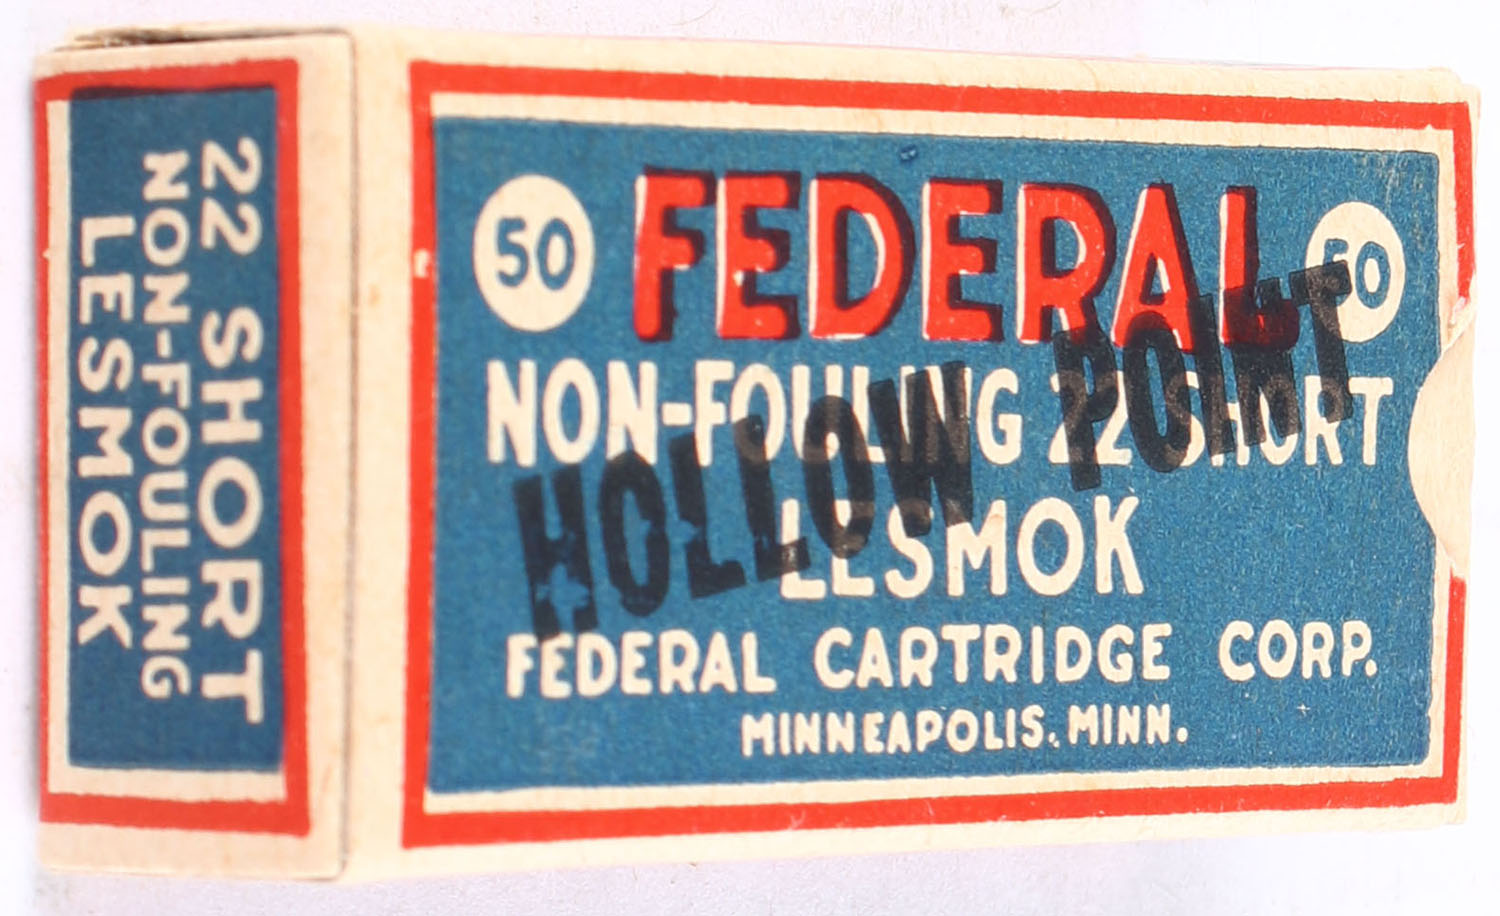 50 FEDERAL 50
NON-FOULING 22 SHORT
LESMOK
HOLLOW POINT
FEDERAL CARTRIDGE CORP.
MINNEAPOLIS, MINN.
22 SHORT
NON-FOULING
LESMOK